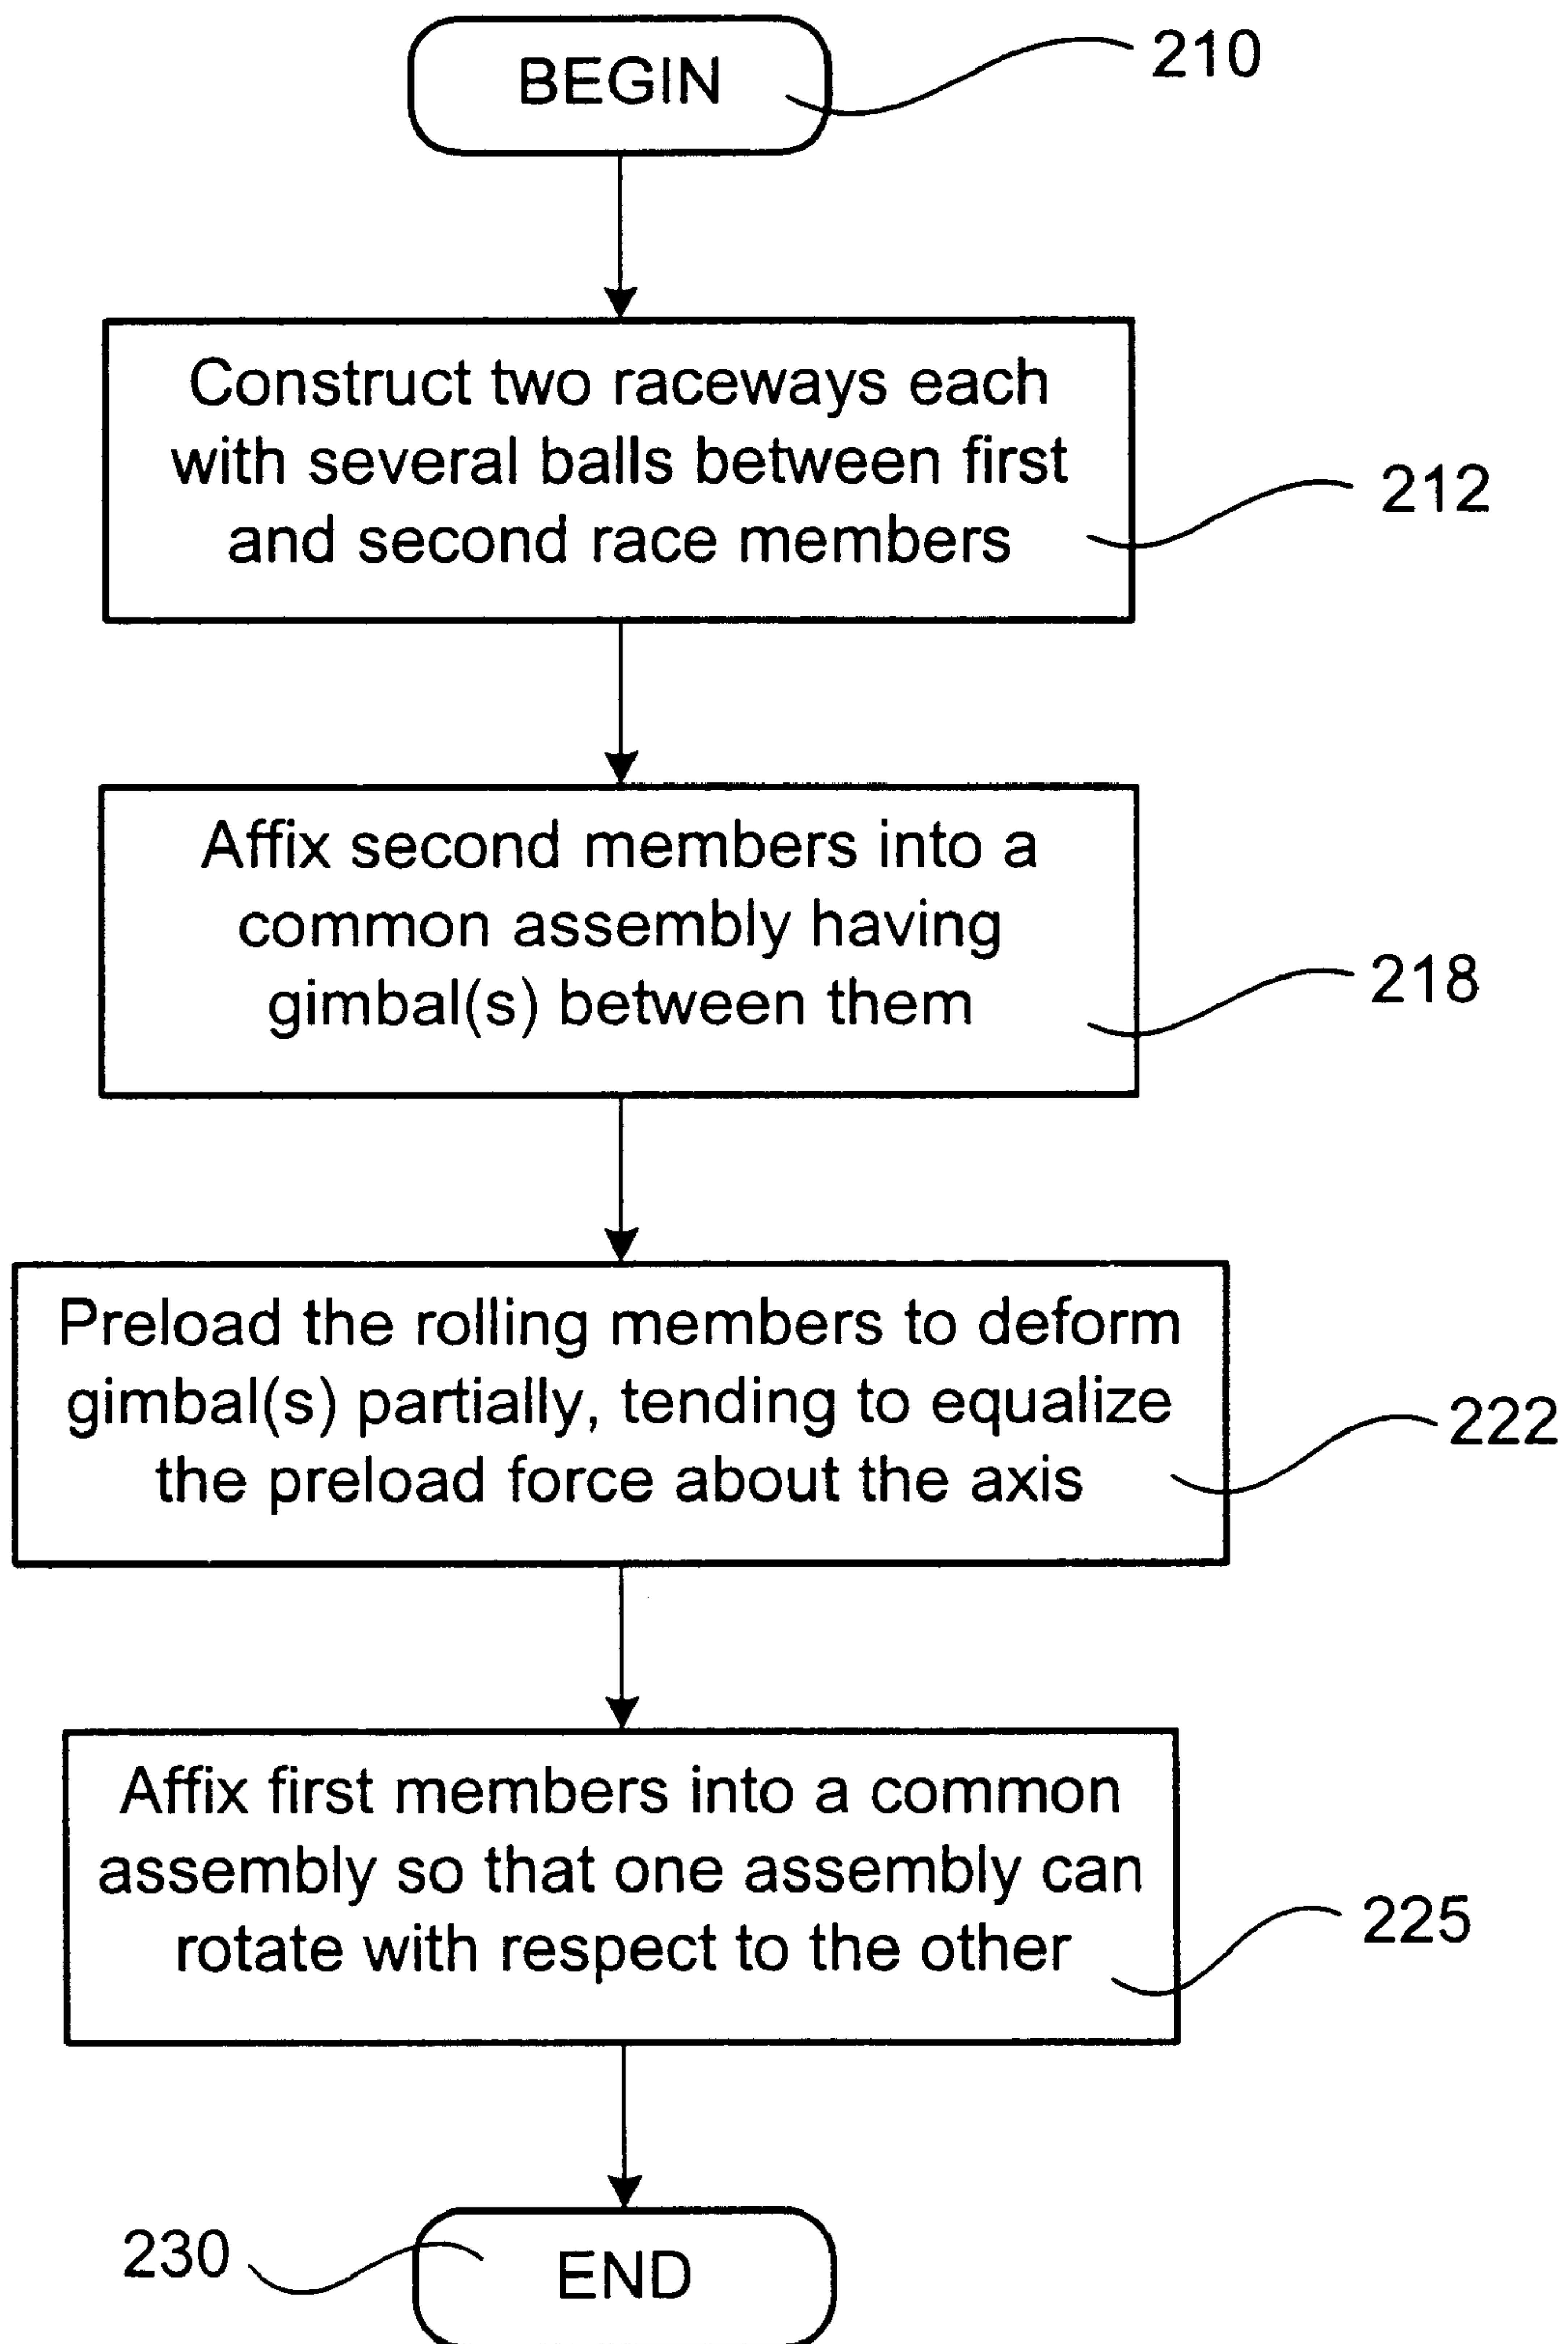 BEGIN
210
Construct two raceways each
with several balls between first
and second race members
212
Affix second members into a
common assembly having
gimbal(s) between them
218
Preload the rolling members to deform
gimbal(s) partially, tending to equalize
the preload force about the axis
222
Affix first members into a common
assembly so that one assembly can
rotate with respect to the other
225
230
END